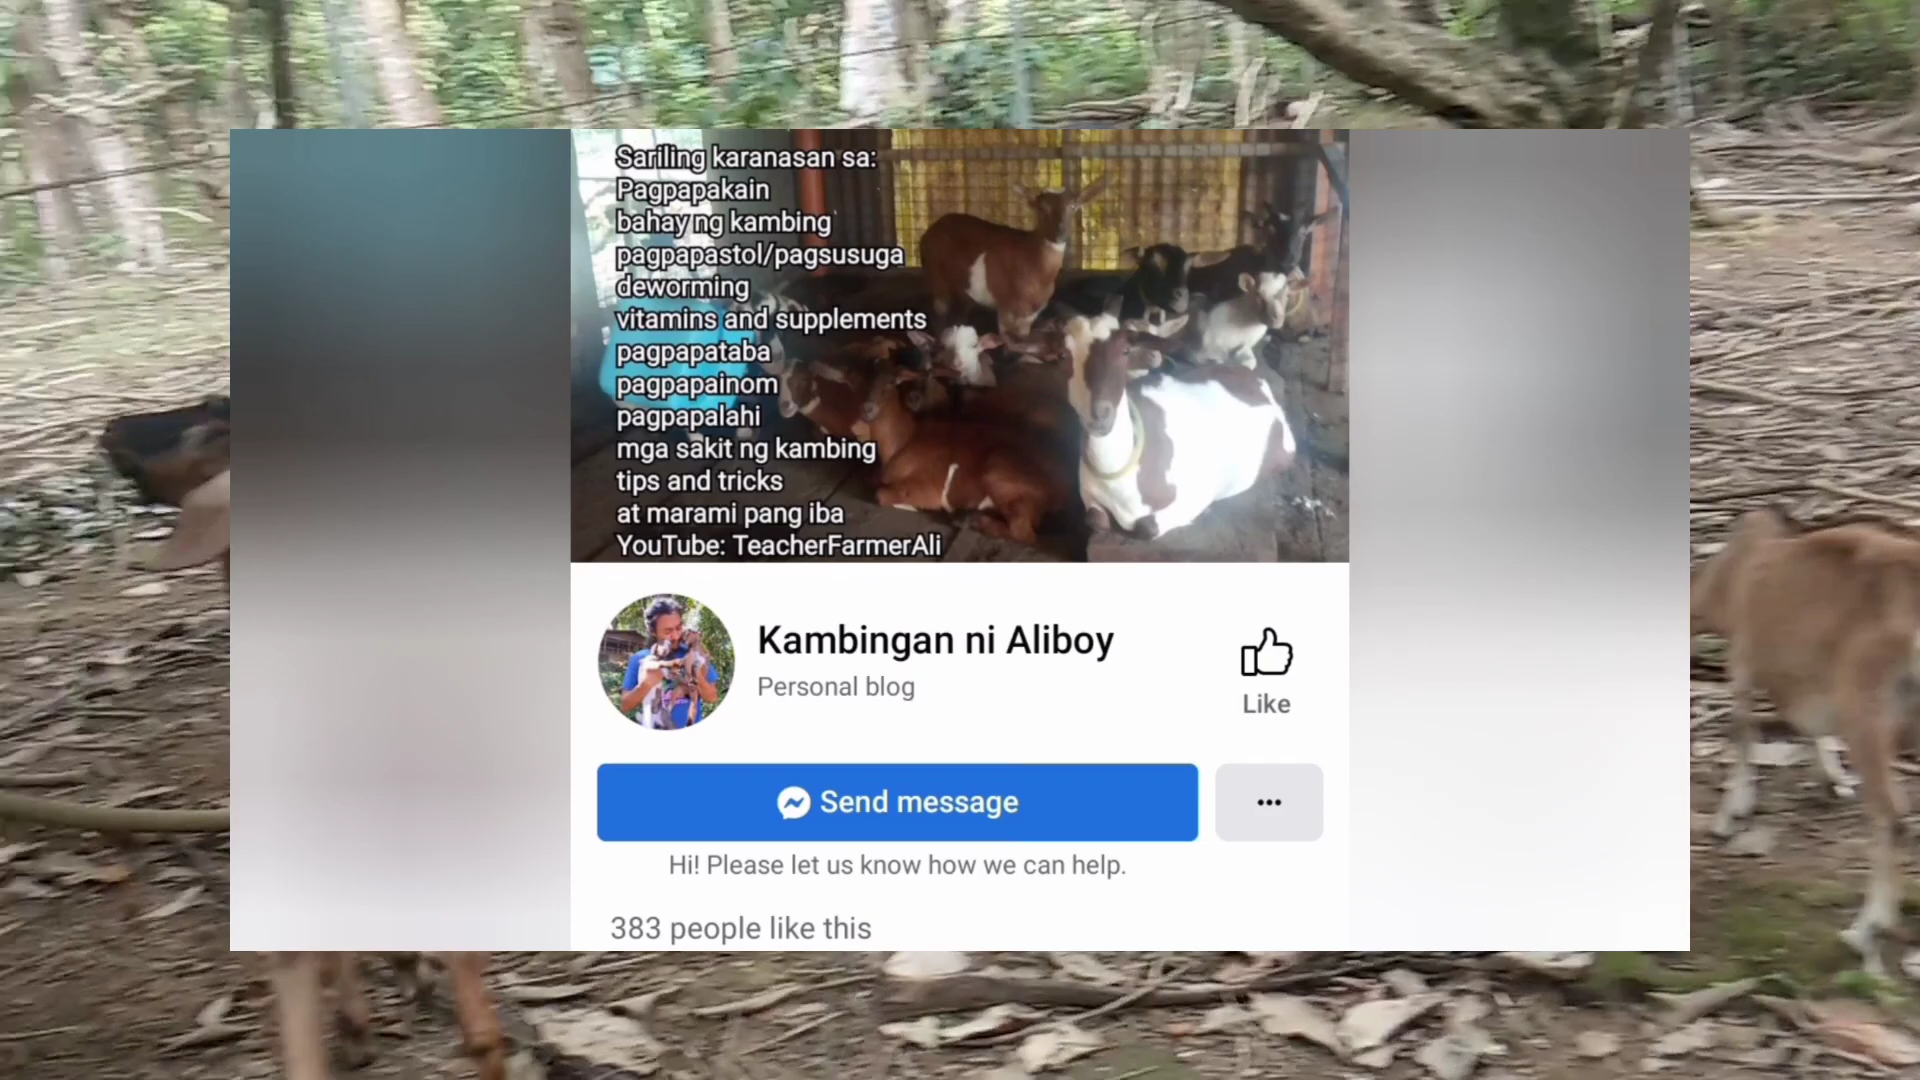 Sariling karanasan sa:
Pagpapakain
bahay ng kambing
pagpapastol/pagsusuga
deworming
vitamins and supplements
pagpapataba
pagpapainom
pagpapalahi
mga sakit ng kambing
tips and tricks
at marami pang iba
YouTube: TeacherFarmerAli
Kambingan ni Aliboy
Personal blog
Like
Send message
Hi! Please let us know how we can help.
383 people like this